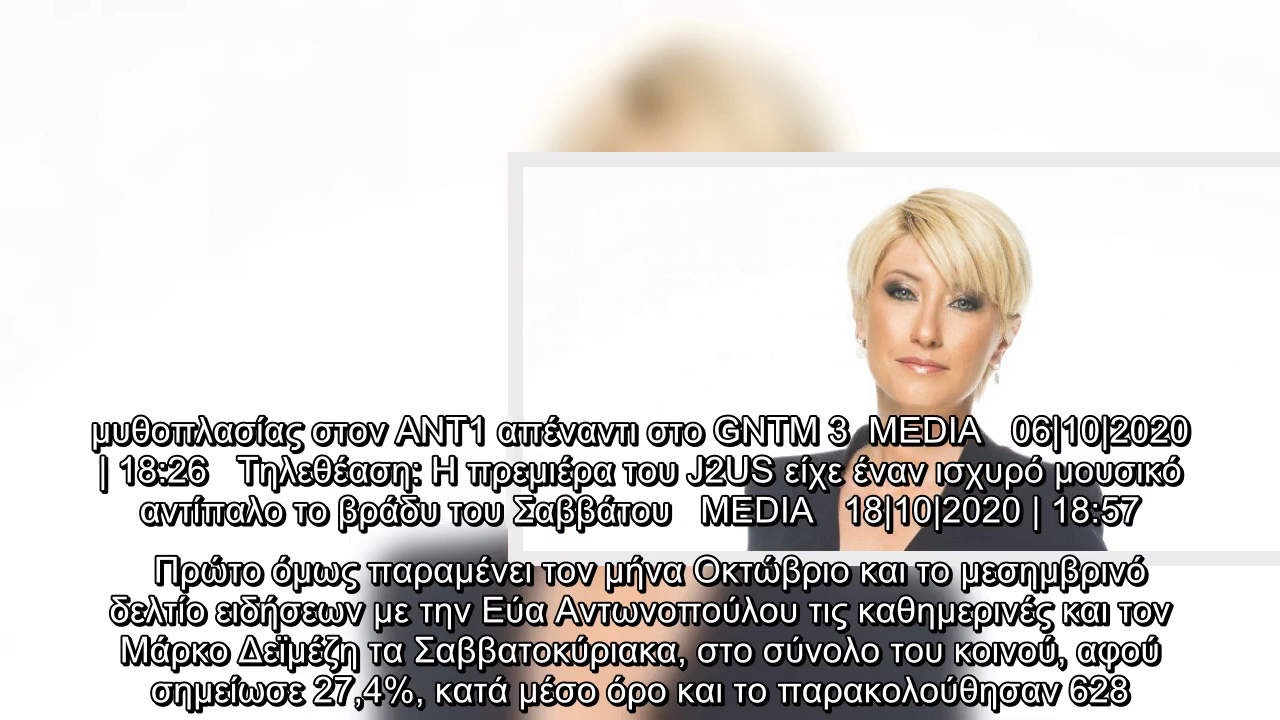 μυθοπλασίας στον ΑΝΤ1 απέναντι στο GNTM 3 MEDIA 06|10|2020
| 18:26 Τηλεθέαση: Η πρεμιέρα του J2US είχε έναν ισχυρό μουσικό
αντίπαλο το βράδυ του Σαββάτου MEDIA 18|10|2020 | 18:57
Πρώτο όμως παραμένει τον μήνα Οκτώβριο και το μεσημβρινό
δελτίο ειδήσεων με την Εύα Αντωνοπούλου τις καθημερινές και τον
Μάρκο Δεϊμέζη τα Σαββατοκύριακα, στο σύνολο του κοινού, αφού
σημείωσε 27,4%, κατά μέσο όρο και το παρακολούθησαν 628